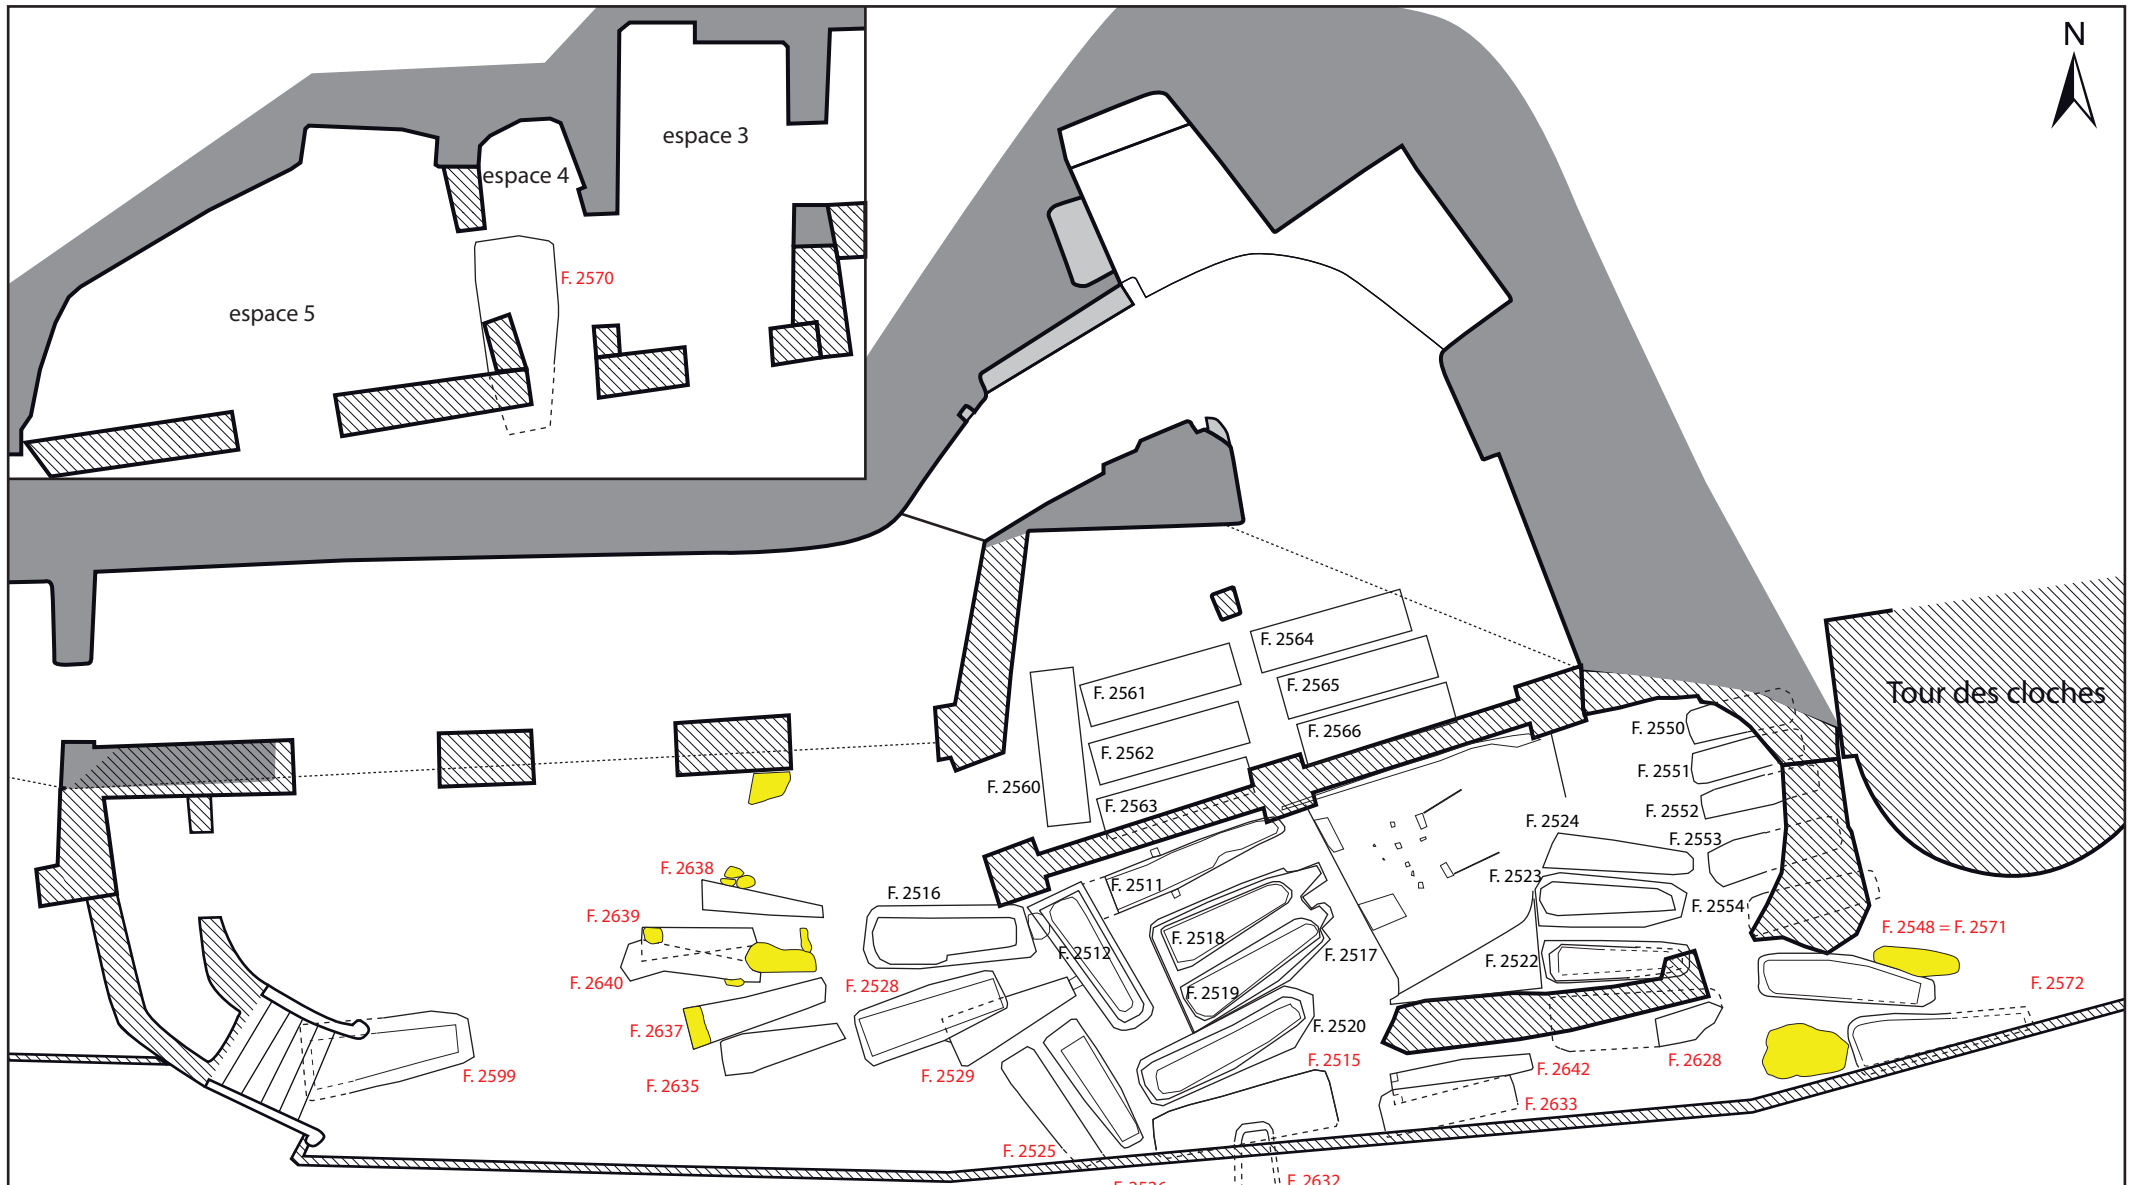 N
espace 3
espace 4
F. 2570
espace 5
F. 2564
F. 2561
F. 2565
Tour des cloches
F. 2550
F. 2566
F. 2562
F. 2551
F. 2560
F. 2563
F. 2552
F. 2524
F. 2553
F. 2638
F. 2523
F. 2511
F. 2516
F. 2554
F. 2639
F. 2548 = F. 2571
F. 2518
F. 2512
F. 2517
F. 2522
F. 2640
F. 2528
F. 2572
F. 2519
F. 2637
F. 2520
F. 2515
F. 2628
F. 2642
F. 2599
F. 2529
F. 2635
F. 2633
F. 2525
F. 2632